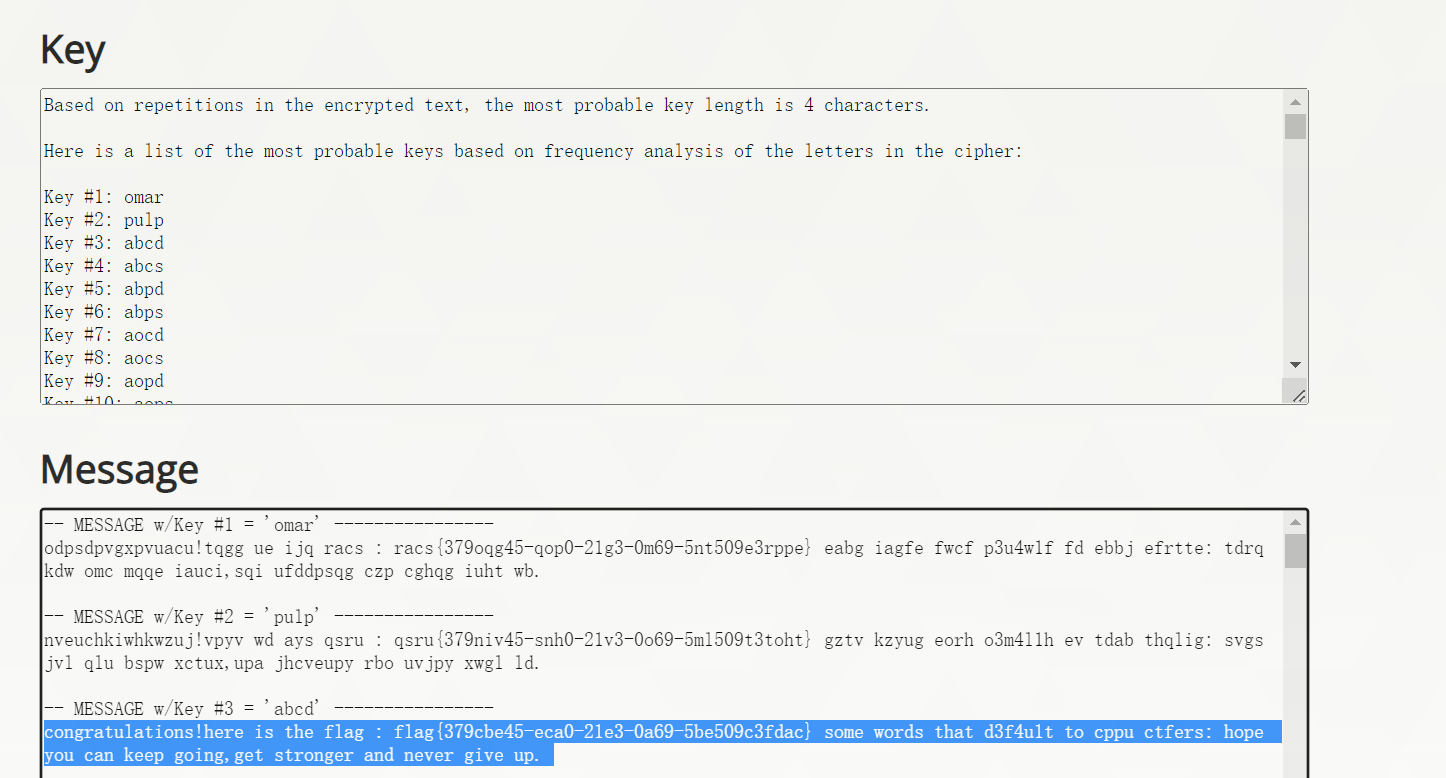 Key
Based on repetitions in the encrypted text, the most probable key length is 4 characters.
Here is a list of the most probable keys based on frequency analysis of the letters in the cipher:
Key #1: omar
Key #2: pulp
Key #3: abcd
Key #4: abcs
Key #5: abpd
Key #6: abps
Key #7: aocd
Key #8: aocs
Key #9: aopd
Key #10: aops
Message
-- MESSAGE w/Key #1 = 'omar' ----------------
odpsdpvgxpvuacu!tqgg ue ijq racs : racs{379oqg45-qop0-21g3-0m69-5nt509e3rppe} eabg iagfe fwcf p3u4wlf fd ebbj efrtte: tdrq
kdw omc mqqe iauci,sqi ufddpsqg czp cghqg iuht wb.
-- MESSAGE w/Key #2 = 'pulp' ----------------
nveuchkiwhkwzuj!vpyv wd ays qsru : qsru{379niv45-snh0-21v3-0o69-5ml509t3toht} gztv kzyug eorh o3m4llh ev tdab thqlig: svgs
jvl qlu bspw xctux,upa jhcveupy rbo uvjpy xwgl ld.
-- MESSAGE w/Key #3 = 'abcd' ----------------
congratulations!here is the flag : flag{379cbe45-eca0-21e3-0a69-5be509c3fdac} some words that d3f4ult to cppu ctfers: hope
you can keep going,get stronger and never give up.